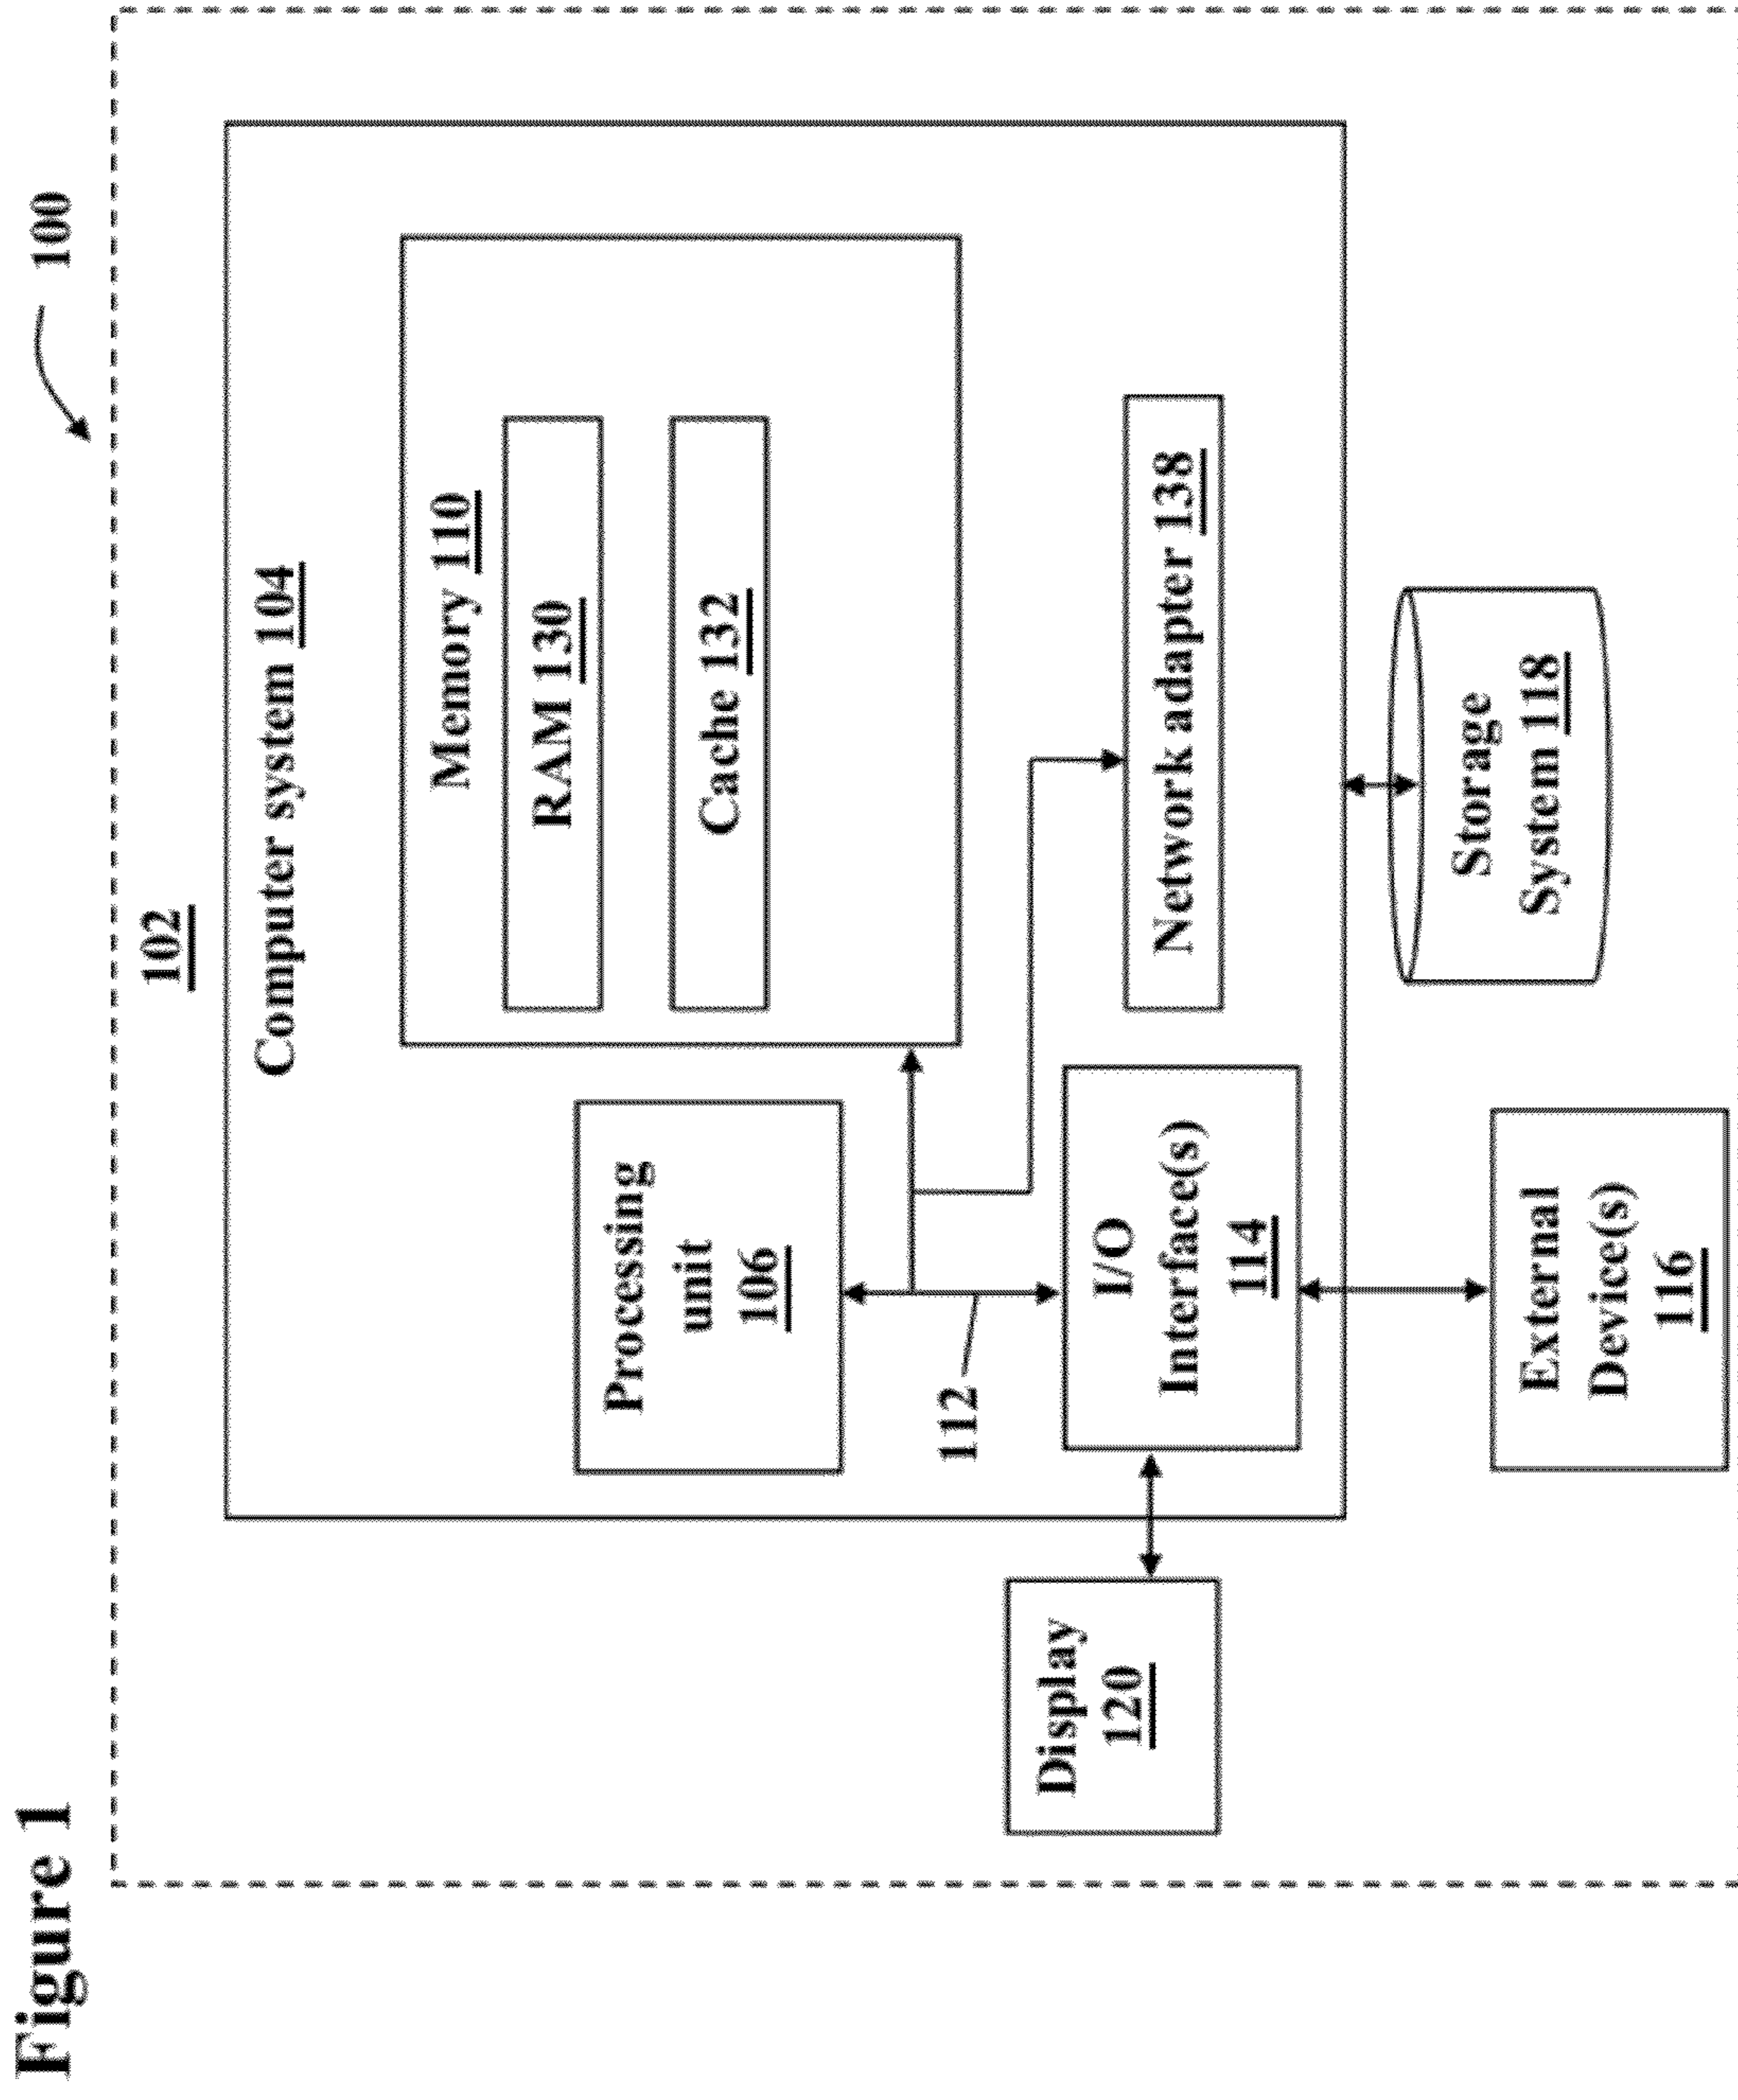 Figure 1
100
102
Computer system 104
Memory 110
RAM 130
Cache 132
Processing
unit
106
112
I/O
Interface(s)
114
Network adapter 138
Display
120
External
Device(s)
116
Storage
System 118